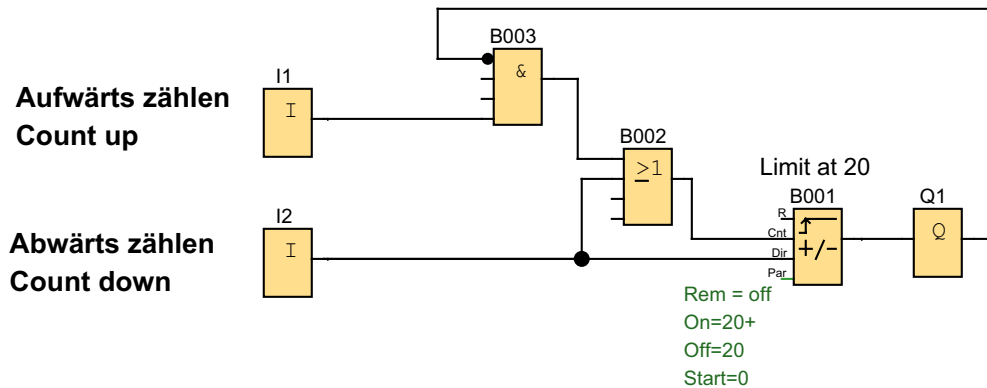 B003
&
I1
I
Aufwärts zählen
Count up
B002
≥1
Limit at 20
B001
Q1
R
Cnt
Dir
Par
+/-
Q
I2
I
Abwärts zählen
Count down
Rem = off
On=20+
Off=20
Start=0